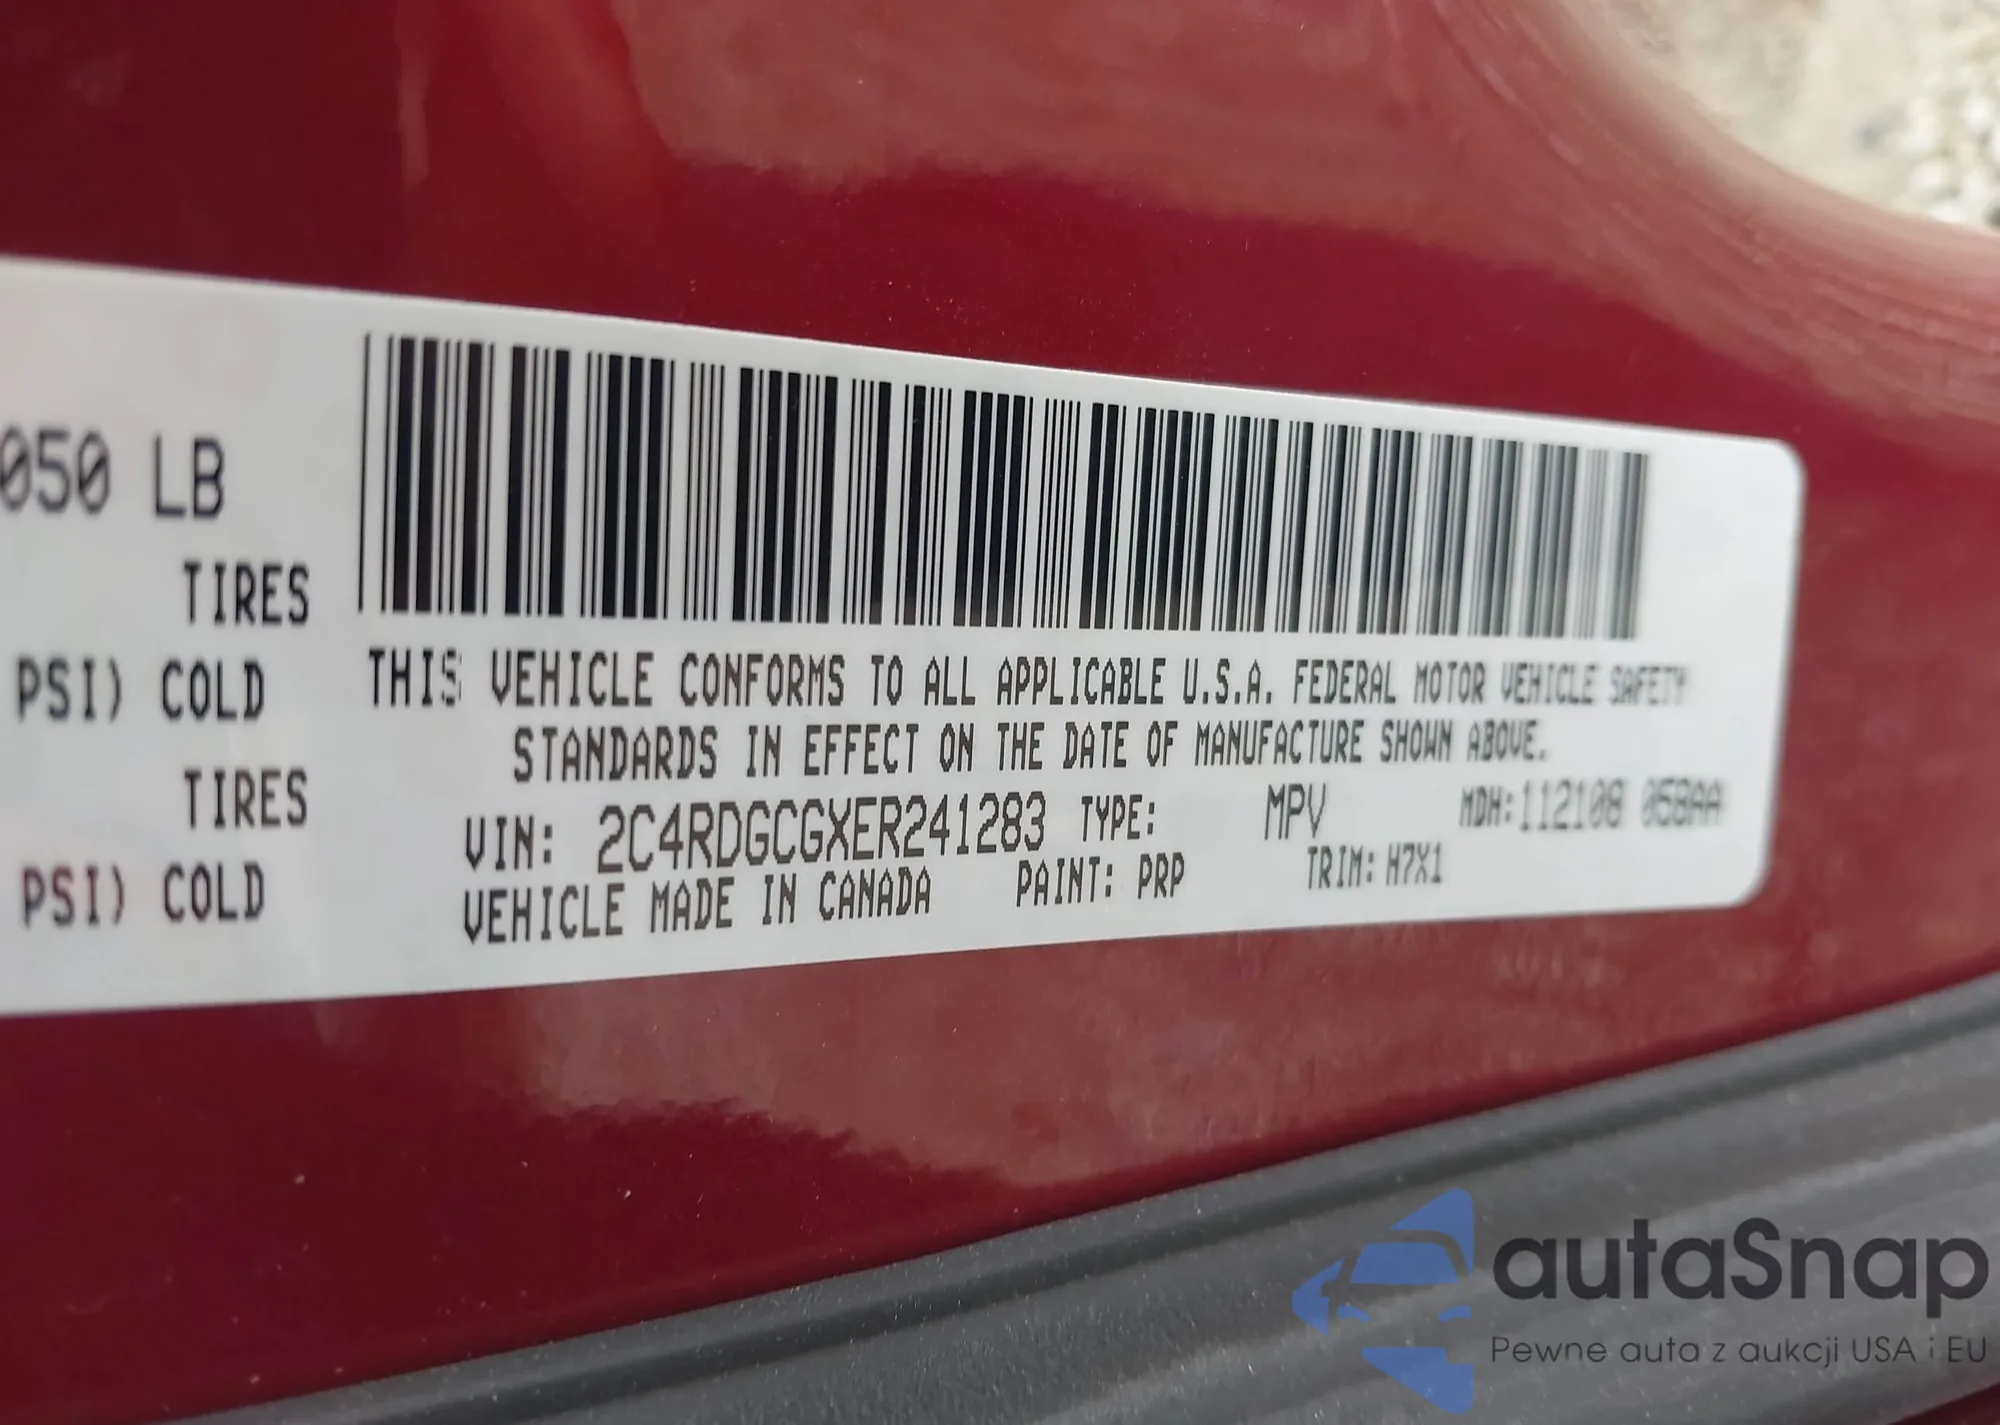 050 LB
TIRES
PSI) COLD
TIRES
PSI) COLD
THIS VEHICLE CONFORMS TO ALL APPLICABLE U.S.A. FEDERAL MOTOR VEHICLE SAFETY
STANDARDS IN EFFECT ON THE DATE OF MANUFACTURE SHOWN ABOVE.
VIN: 2C4RDGCGXER241283 TYPE: MPV MDH:112108 058AA
VEHICLE MADE IN CANADA PAINT: PRP TRIM: H7X1
autaSnap
Pewne auta z aukcji USA i EU